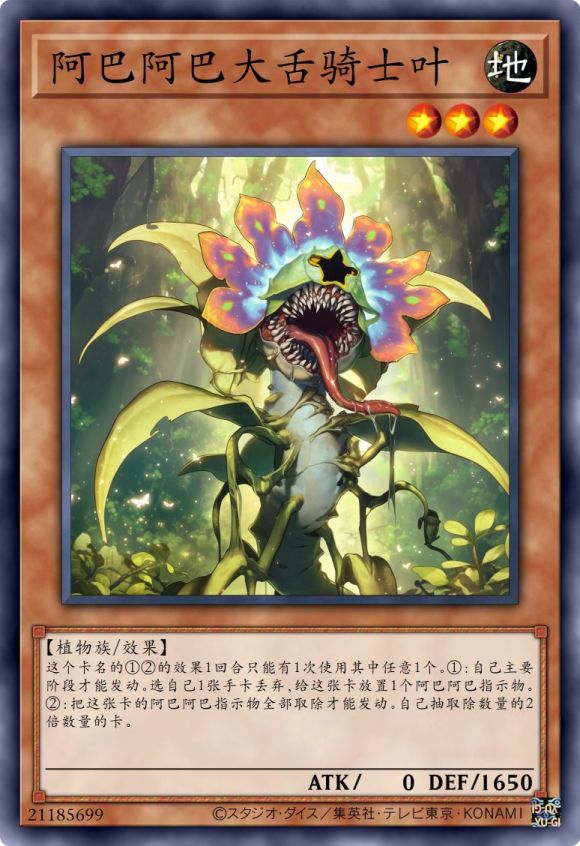 阿巴阿巴大舌骑士叶
地
【植物族/效果】
这个卡名的①②的效果1回合只能有1次使用其中任意1个。①:自己主要
阶段才能发动。选自己1张手卡丢弃,给这张卡放置1个阿巴阿巴指示物。
②:把这张卡的阿巴阿巴指示物全部取除才能发动。自己抽取除数量的2
倍数量的卡。
ATK/ 0 DEF/1650
21185699 ©スタジオ・ダイス/集英社・テレビ東京・KONAMI